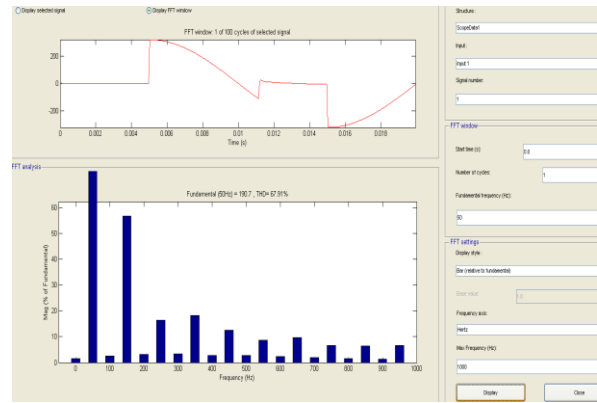 Display selected signal
Display FFT window
FFT window: 1 of 100 cycles of selected signal
200
0
-200
0 0.002 0.004 0.006 0.008 0.01 0.012 0.014 0.016 0.018
Time (s)
FFT analysis
Fundamental (50Hz) = 190.7 , THD= 67.91%
Mag (% of Fundamental)
60
50
40
30
20
10
0
0 100 200 300 400 500 600 700 800 900 1000
Frequency (Hz)
Structure :
ScopeData1
Input :
Input 1
Signal number:
1
FFT window
Start time (s):
0.0
Number of cycles:
1
Fundamental frequency (Hz):
50
FFT settings
Display style :
Bar (relative to fundamental)
Base value:
1.0
Frequency axis:
Hertz
Max Frequency (Hz):
1000
Display
Close